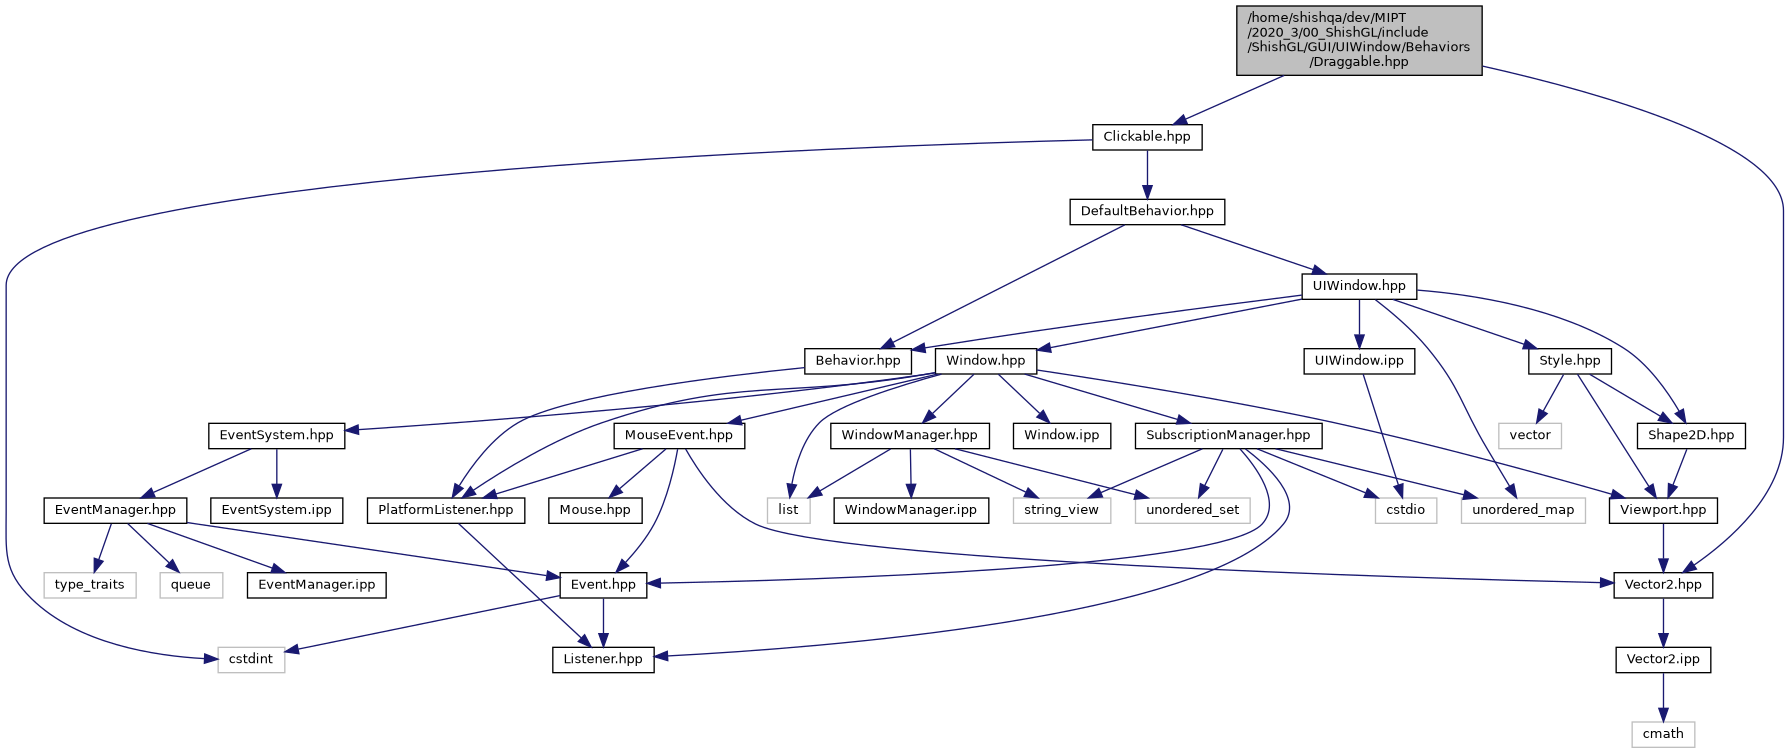 /home/shishqa/dev/MIPT
/2020_3/00_ShishGL/include
/ShishGL/GUI/UIWindow/Behaviors
/Draggable.hpp
Clickable.hpp
DefaultBehavior.hpp
UIWindow.hpp
Behavior.hpp
Window.hpp
UIWindow.ipp
Style.hpp
EventSystem.hpp
MouseEvent.hpp
WindowManager.hpp
Window.ipp
SubscriptionManager.hpp
vector
Shape2D.hpp
EventManager.hpp
EventSystem.ipp
PlatformListener.hpp
Mouse.hpp
list
WindowManager.ipp
string_view
unordered_set
cstdio
unordered_map
Viewport.hpp
type_traits
queue
EventManager.ipp
Event.hpp
Vector2.hpp
cstdint
Listener.hpp
Vector2.ipp
cmath